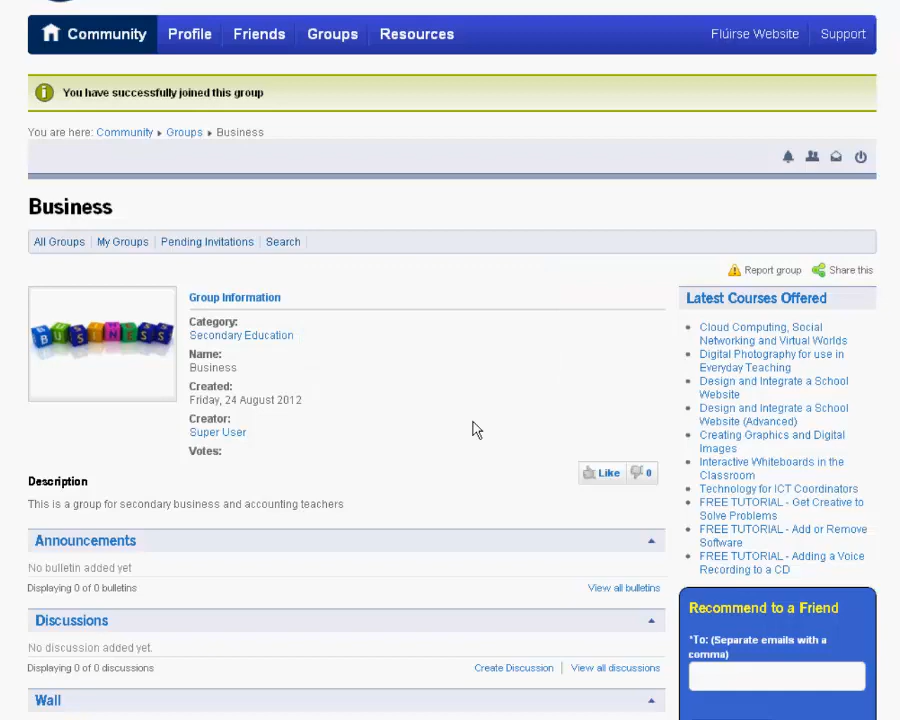 Community
Profile
Friends
Groups
Resources
Flúirse Website
Support
You have successfully joined this group
You are here: Community ▸ Groups ▸ Business
Business
All Groups
My Groups
Pending Invitations
Search
Report group
Share this
BUSINESS
Group Information
Category:
Secondary Education
Name:
Business
Created:
Friday, 24 August 2012
Creator:
Super User
Votes:
Like
0
Description
This is a group for secondary business and accounting teachers
Announcements
No bulletin added yet
Displaying 0 of 0 bulletins
View all bulletins
Discussions
No discussion added yet.
Displaying 0 of 0 discussions
Create Discussion
View all discussions
Wall
Latest Courses Offered
Cloud Computing, Social
Networking and Virtual Worlds
Digital Photography for use in
Everyday Teaching
Design and Integrate a School
Website
Design and Integrate a School
Website (Advanced)
Creating Graphics and Digital
Images
Interactive Whiteboards in the
Classroom
Technology for ICT Coordinators
FREE TUTORIAL - Get Creative to
Solve Problems
FREE TUTORIAL - Add or Remove
Software
FREE TUTORIAL - Adding a Voice
Recording to a CD
Recommend to a Friend
*To: (Separate emails with a
comma)